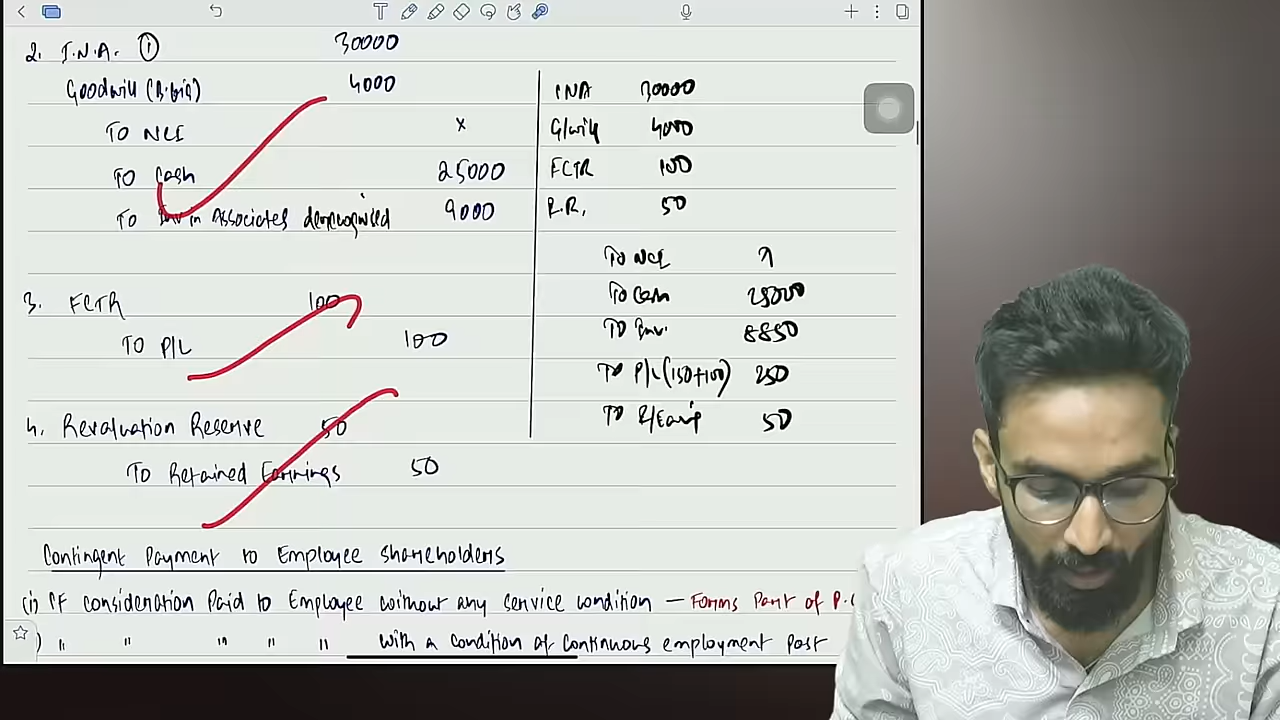 2. I.N.A. (i) 30000
Goodwill (B.fig) 4000
To NCI x
To Cash 25000
To Inv in Associates derecognised 9000
3. FCTR 100
To P/L 100
4. Revaluation Reserve 50
To Retained Earnings 50
INA 30000
G/will 4000
FCTR 100
R.R. 50
To NCI
To Cash 25000
To Inv. 8850
To P/L (150+100) 250
To R/Earnig 50
Contingent Payment to Employee Shareholders
(i) If consideration Paid to Employee without any service condition — Forms Part of P.C
) " " " " " with a condition of continuous employment post